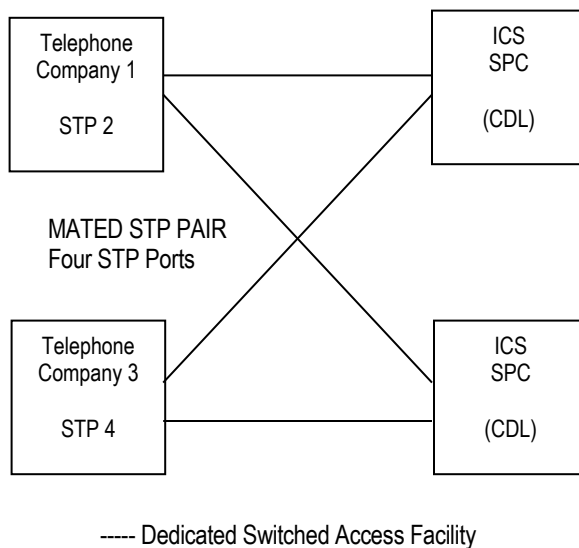 Telephone
Company 1
STP 2
ICS
SPC
(CDL)
MATED STP PAIR
Four STP Ports
Telephone
Company 3
STP 4
ICS
SPC
(CDL)
----- Dedicated Switched Access Facility